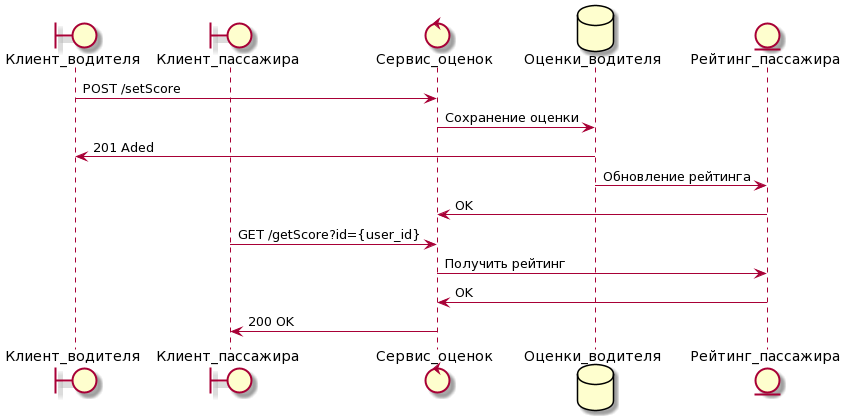 Клиент_водителя Клиент_пассажира Сервис_оценок Оценки_водителя Рейтинг_пассажира
POST /setScore
Сохранение оценки
201 Aded
Обновление рейтинга
OK
GET /getScore?id={user_id}
Получить рейтинг
OK
200 OK
Клиент_водителя Клиент_пассажира Сервис_оценок Оценки_водителя Рейтинг_пассажира